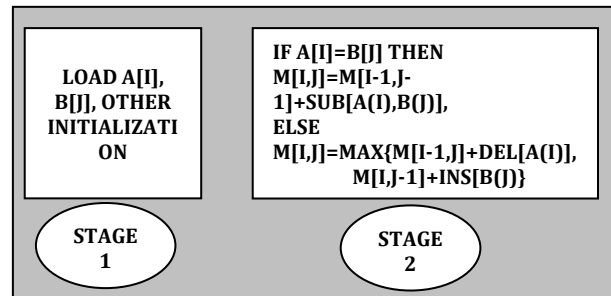 LOAD A[I],
B[J], OTHER
INITIALIZATI
ON
IF A[I]=B[J] THEN
M[I,J]=M[I-1,J-
1]+SUB[A(I),B(J)],
ELSE
M[I,J]=MAX{M[I-1,J]+DEL[A(I)],
M[I,J-1]+INS[B(J)}
STAGE
1
STAGE
2